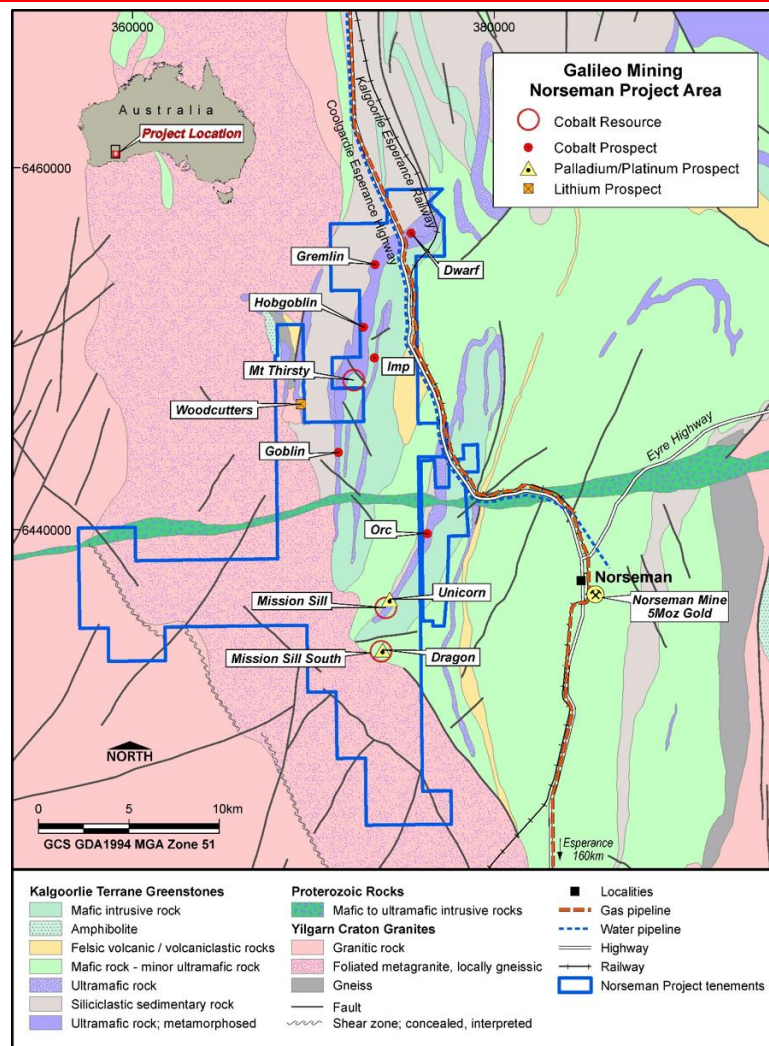 360000
380000
6460000
6440000
Australia
Project Location
Galileo Mining
Norseman Project Area
Cobalt Resource
Cobalt Prospect
Palladium/Platinum Prospect
Lithium Prospect
Kalgoorlie Esperance Railway
Coolgardie Esperance Highway
Gremlin
Dwarf
Hobgoblin
Mt Thirsty
Imp
Woodcutters
Goblin
Eyre Highway
Orc
Norseman
Unicorn
Mission Sill
Norseman Mine
5Moz Gold
Mission Sill South
Dragon
NORTH
0 5 10km
GCS GDA1994 MGA Zone 51
Esperance
160km
Kalgoorlie Terrane Greenstones
Mafic intrusive rock
Amphibolite
Felsic volcanic / volcaniclastic rocks
Mafic rock - minor ultramafic rock
Ultramafic rock
Siliciclastic sedimentary rock
Ultramafic rock; metamorphosed
Proterozoic Rocks
Mafic to ultramafic intrusive rocks
Yilgarn Craton Granites
Granitic rock
Foliated metagranite, locally gneissic
Gneiss
Fault
Shear zone; concealed, interpreted
Localities
Gas pipeline
Water pipeline
Highway
Railway
Norseman Project tenements